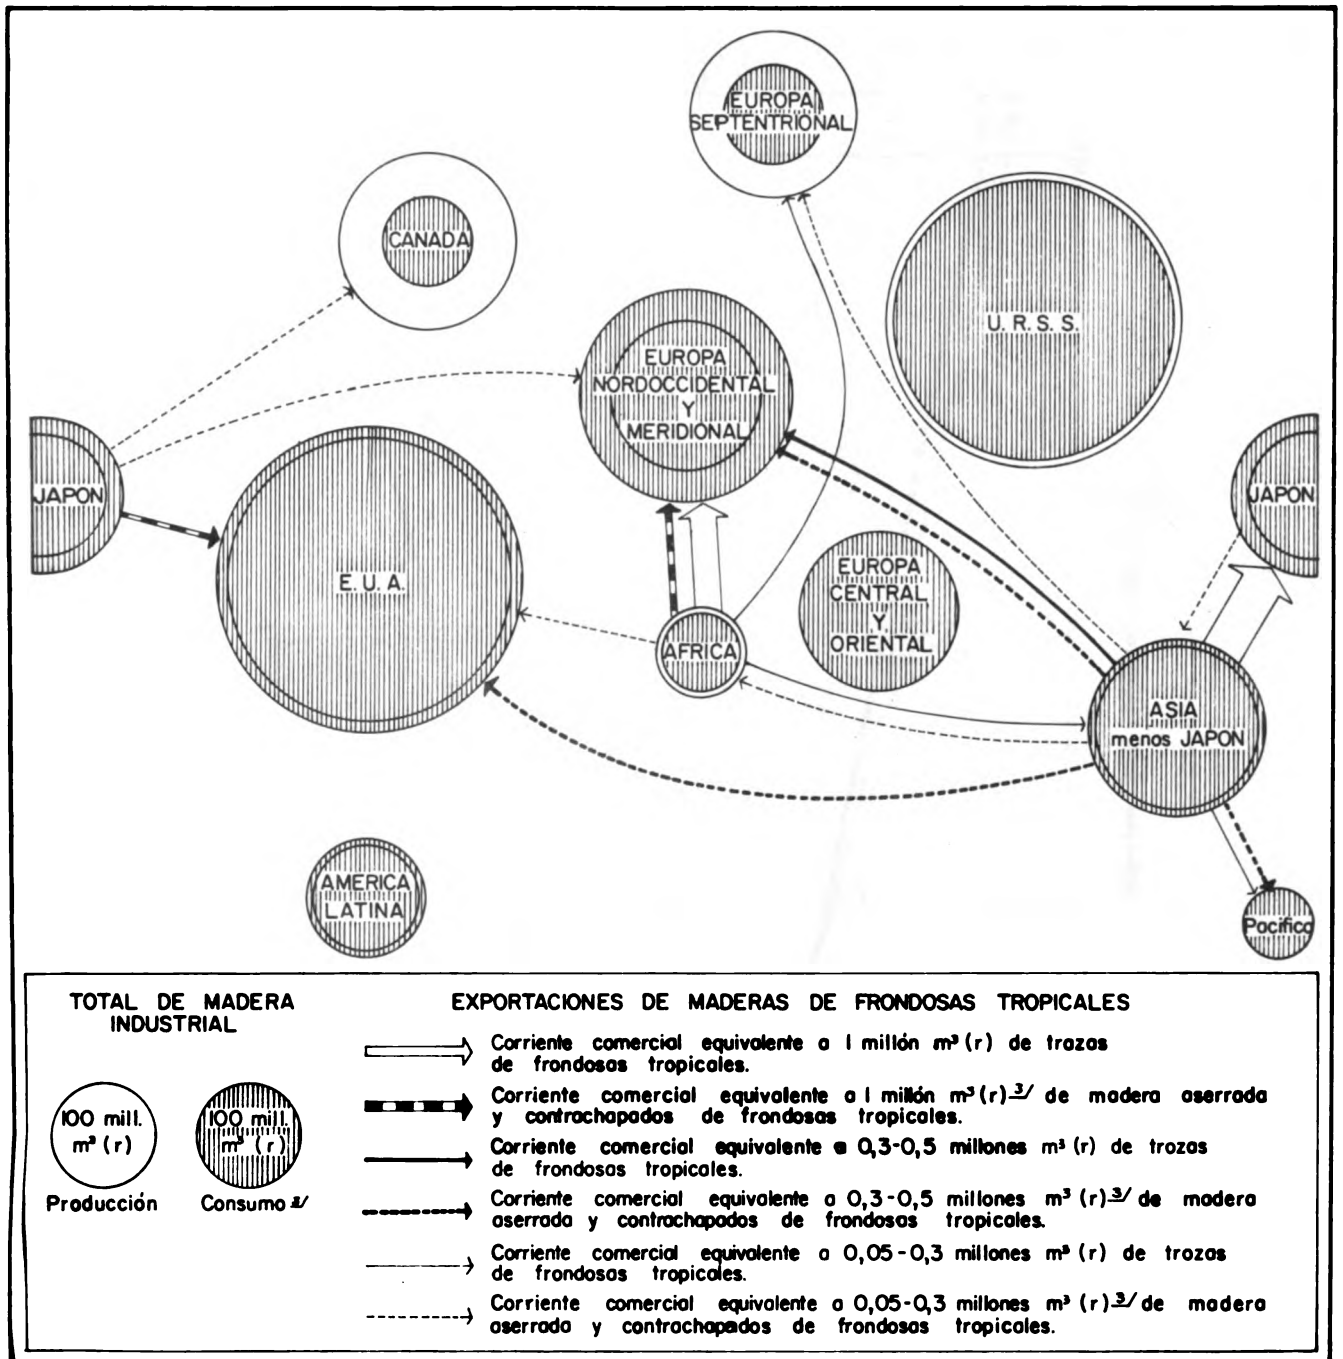 EUROPA
SEPTENTRIONAL
CANADA
U. R. S. S.
EUROPA
NORDOCCIDENTAL
Y
MERIDIONAL
JAPON
JAPON
E. U. A.
EUROPA
CENTRAL
Y
ORIENTAL
AFRICA
ASIA
menos JAPON
AMERICA
LATINA
Pacifico
TOTAL DE MADERA
INDUSTRIAL
100 mill.
m³ (r)
Producción
100 mill.
m³ (r)
Consumo 2/
EXPORTACIONES DE MADERAS DE FRONDOSAS TROPICALES
Corriente comercial equivalente a 1 millón m³ (r) de trozas
de frondosas tropicales.
Corriente comercial equivalente a 1 millón m³ (r) 3/ de madera aserrada
y contrachapados de frondosas tropicales.
Corriente comercial equivalente a 0,3-0,5 millones m³ (r) de trozas
de frondosas tropicales.
Corriente comercial equivalente a 0,3-0,5 millones m³ (r) 3/ de madera
aserrada y contrachapados de frondosas tropicales.
Corriente comercial equivalente a 0,05-0,3 millones m³ (r) de trozas
de frondosas tropicales.
Corriente comercial equivalente a 0,05-0,3 millones m³ (r) 3/ de madera
aserrada y contrachapados de frondosas tropicales.